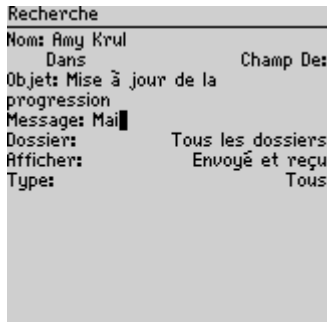 Recherche
Nom: Amy Krul
Dans Champ De:
Objet: Mise à jour de la
progression
Message: Mai
Dossier: Tous les dossiers
Afficher: Envoyé et reçu
Type: Tous